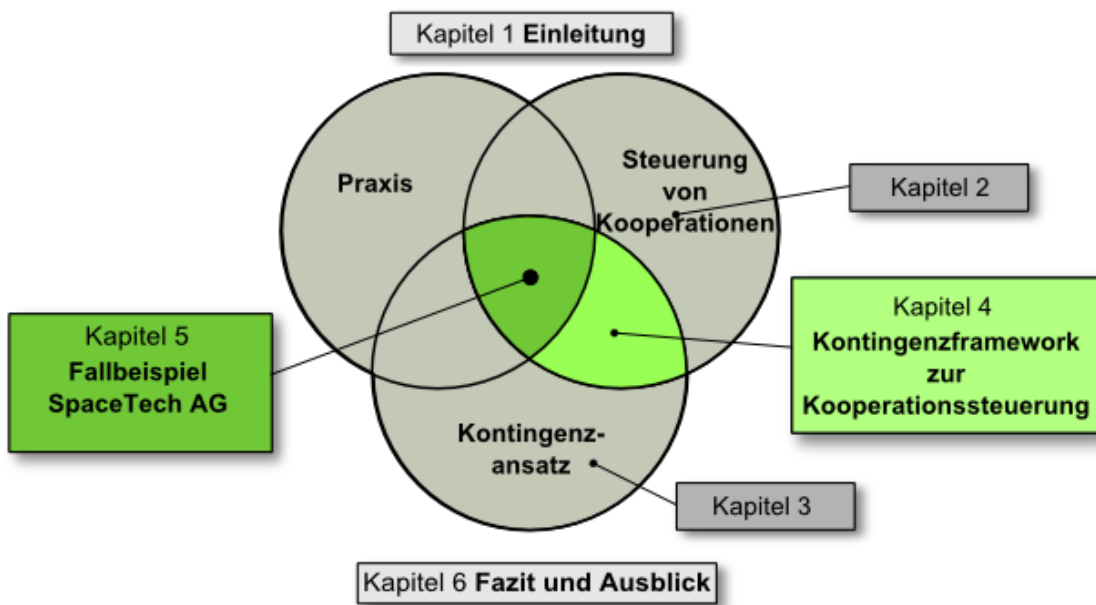 Kapitel 1 Einleitung
Praxis
Steuerung
von
Kooperationen
Kapitel 2
Kapitel 5
Fallbeispiel
SpaceTech AG
Kapitel 4
Kontingenzframework
zur
Kooperationssteuerung
Kontingenz-
ansatz
Kapitel 3
Kapitel 6 Fazit und Ausblick